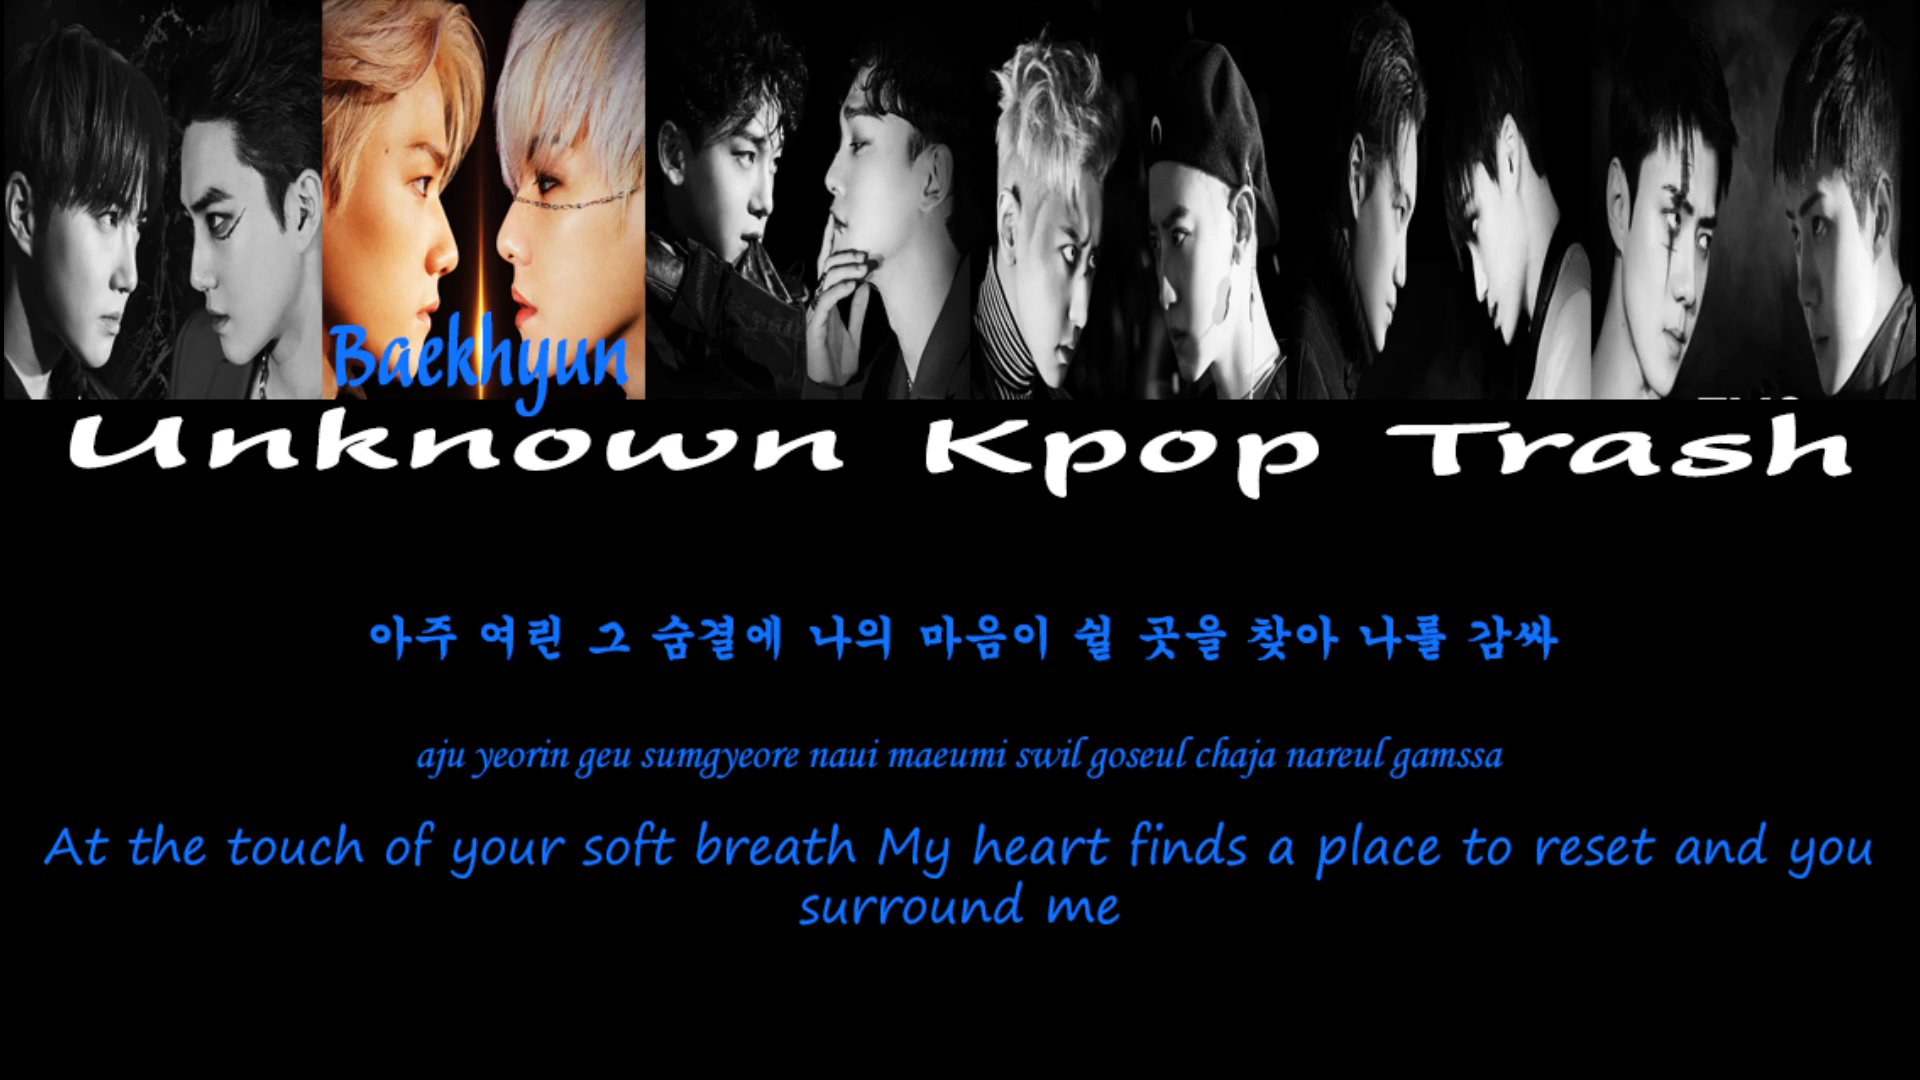 Baekhyun
Unknown Kpop Trash
아주 여린 그 숨결에 나의 마음이 쉴 곳을 찾아 나를 감싸
aju yeorin geu sumgyeore naui maeumi swil goseul chaja nareul gamssa
At the touch of your soft breath My heart finds a place to reset and you
surround me